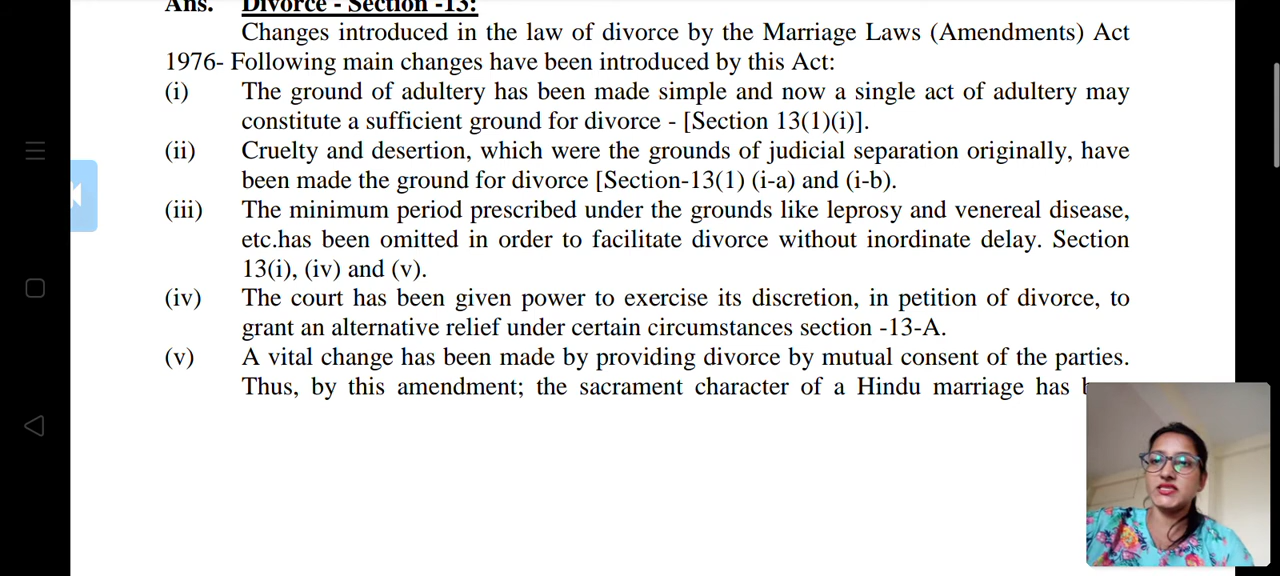 Ans. Divorce - Section -13:
Changes introduced in the law of divorce by the Marriage Laws (Amendments) Act
1976- Following main changes have been introduced by this Act:
(i) The ground of adultery has been made simple and now a single act of adultery may
constitute a sufficient ground for divorce - [Section 13(1)(i)].
(ii) Cruelty and desertion, which were the grounds of judicial separation originally, have
been made the ground for divorce [Section-13(1) (i-a) and (i-b).
(iii) The minimum period prescribed under the grounds like leprosy and venereal disease,
etc.has been omitted in order to facilitate divorce without inordinate delay. Section
13(i), (iv) and (v).
(iv) The court has been given power to exercise its discretion, in petition of divorce, to
grant an alternative relief under certain circumstances section -13-A.
(v) A vital change has been made by providing divorce by mutual consent of the parties.
Thus, by this amendment; the sacrament character of a Hindu marriage has